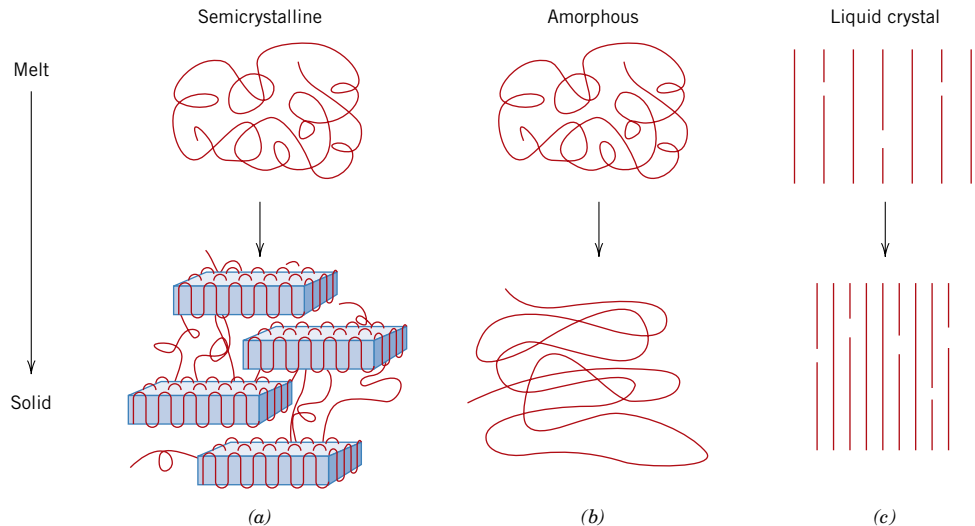 Semicrystalline
Amorphous
Liquid crystal
Melt
Solid
(a)
(b)
(c)